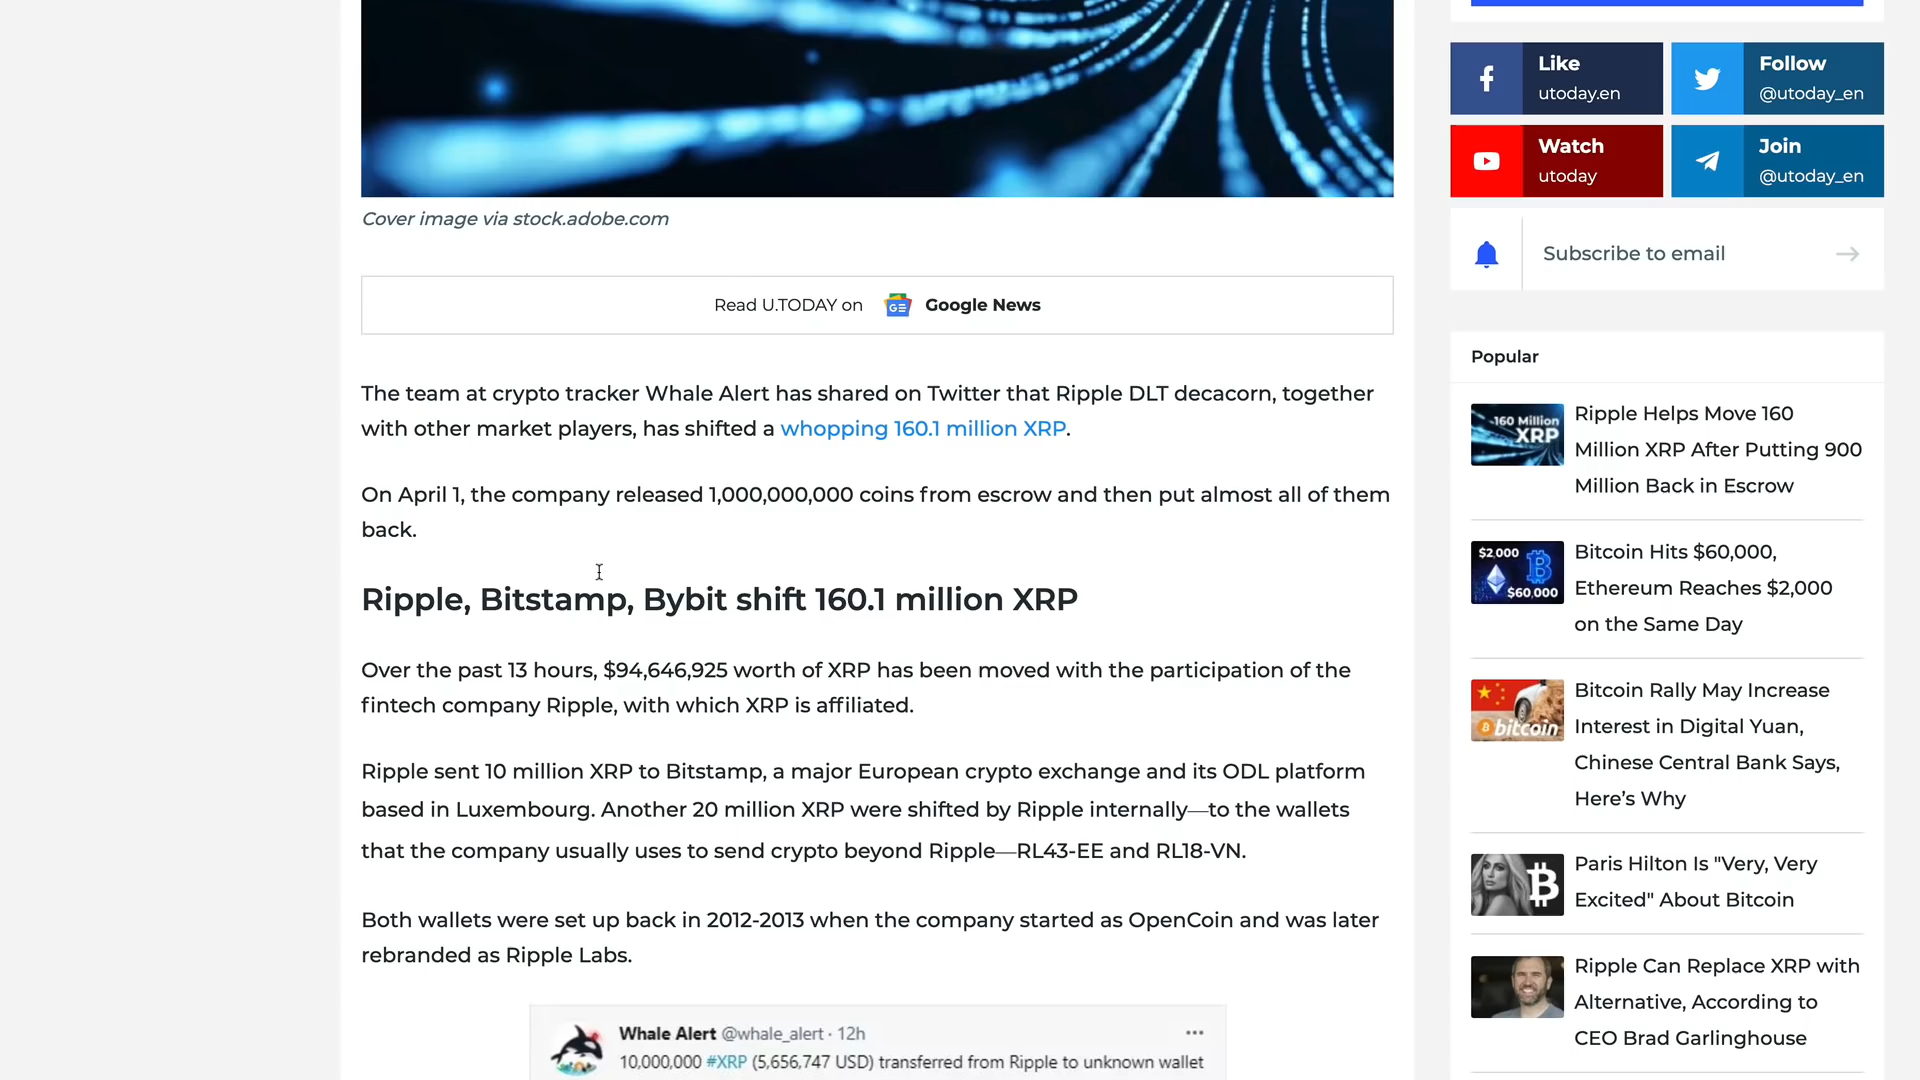 Cover image via stock.adobe.com
Read U.TODAY on GE Google News
The team at crypto tracker Whale Alert has shared on Twitter that Ripple DLT decacorn, together
with other market players, has shifted a whopping 160.1 million XRP.
On April 1, the company released 1,000,000,000 coins from escrow and then put almost all of them
back.
Ripple, Bitstamp, Bybit shift 160.1 million XRP
Over the past 13 hours, $94,646,925 worth of XRP has been moved with the participation of the
fintech company Ripple, with which XRP is affiliated.
Ripple sent 10 million XRP to Bitstamp, a major European crypto exchange and its ODL platform
based in Luxembourg. Another 20 million XRP were shifted by Ripple internally—to the wallets
that the company usually uses to send crypto beyond Ripple—RL43-EE and RL18-VN.
Both wallets were set up back in 2012-2013 when the company started as OpenCoin and was later
rebranded as Ripple Labs.
Whale Alert @whale_alert · 12h
10,000,000 #XRP (5,656,747 USD) transferred from Ripple to unknown wallet
Like
utoday.en
Follow
@utoday_en
Watch
utoday
Join
@utoday_en
Subscribe to email
Popular
160 Million
XRP
Ripple Helps Move 160
Million XRP After Putting 900
Million Back in Escrow
$2,000
$60,000
Bitcoin Hits $60,000,
Ethereum Reaches $2,000
on the Same Day
bitcoin
Bitcoin Rally May Increase
Interest in Digital Yuan,
Chinese Central Bank Says,
Here's Why
Paris Hilton Is "Very, Very
Excited" About Bitcoin
Ripple Can Replace XRP with
Alternative, According to
CEO Brad Garlinghouse